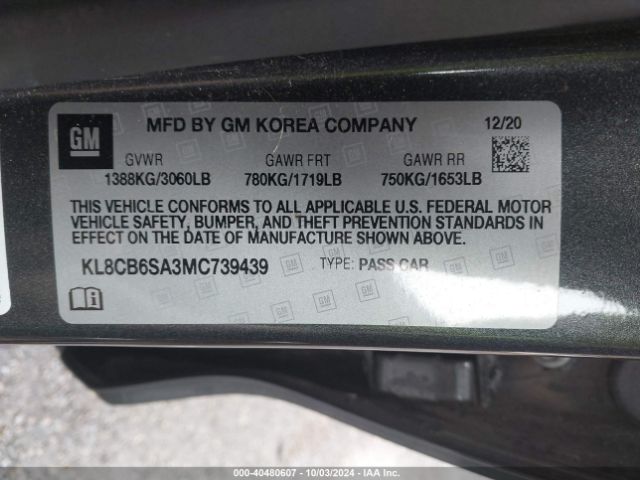 GM
MFD BY GM KOREA COMPANY
12/20
GVWR GAWR FRT GAWR RR
1388KG/3060LB 780KG/1719LB 750KG/1653LB
THIS VEHICLE CONFORMS TO ALL APPLICABLE U.S. FEDERAL MOTOR
VEHICLE SAFETY, BUMPER, AND THEFT PREVENTION STANDARDS IN
EFFECT ON THE DATE OF MANUFACTURE SHOWN ABOVE.
KL8CB6SA3MC739439 TYPE: PASS CAR
000-40480607 - 10/03/2024 - IAA Inc.